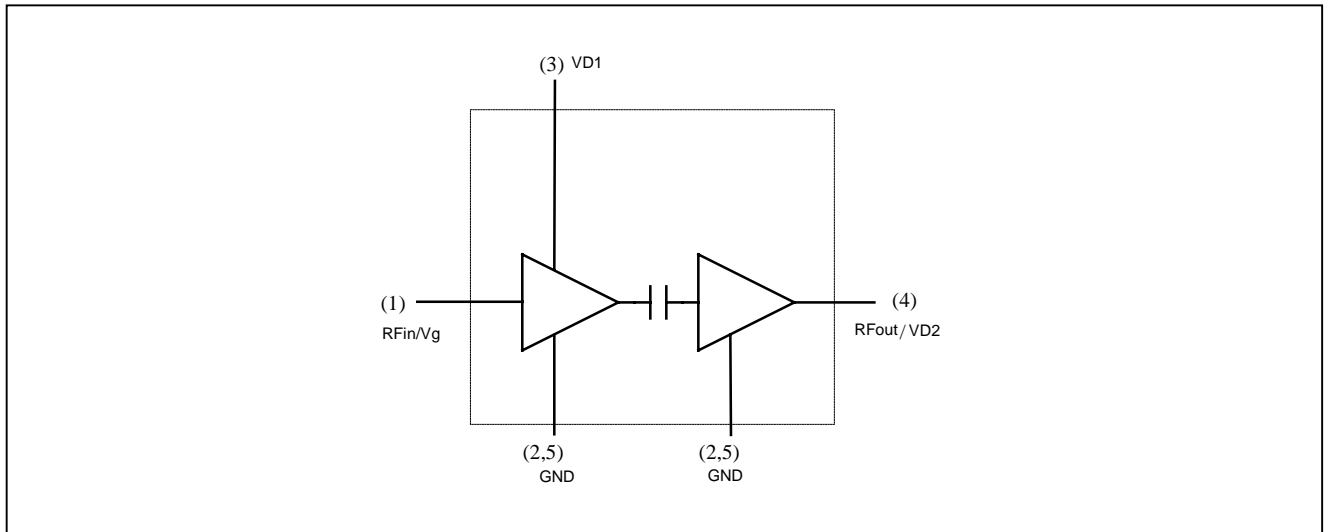 (3) VD1
(1)
RFin/Vg
(4)
RFout/VD2
(2,5)
GND
(2,5)
GND